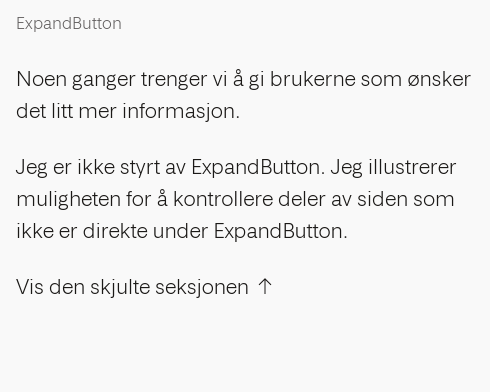 ExpandButton
Noen ganger trenger vi å gi brukerne som ønsker
det litt mer informasjon.
Jeg er ikke styrt av ExpandButton. Jeg illustrerer
muligheten for å kontrollere deler av siden som
ikke er direkte under ExpandButton.
Vis den skjulte seksjonen ↑